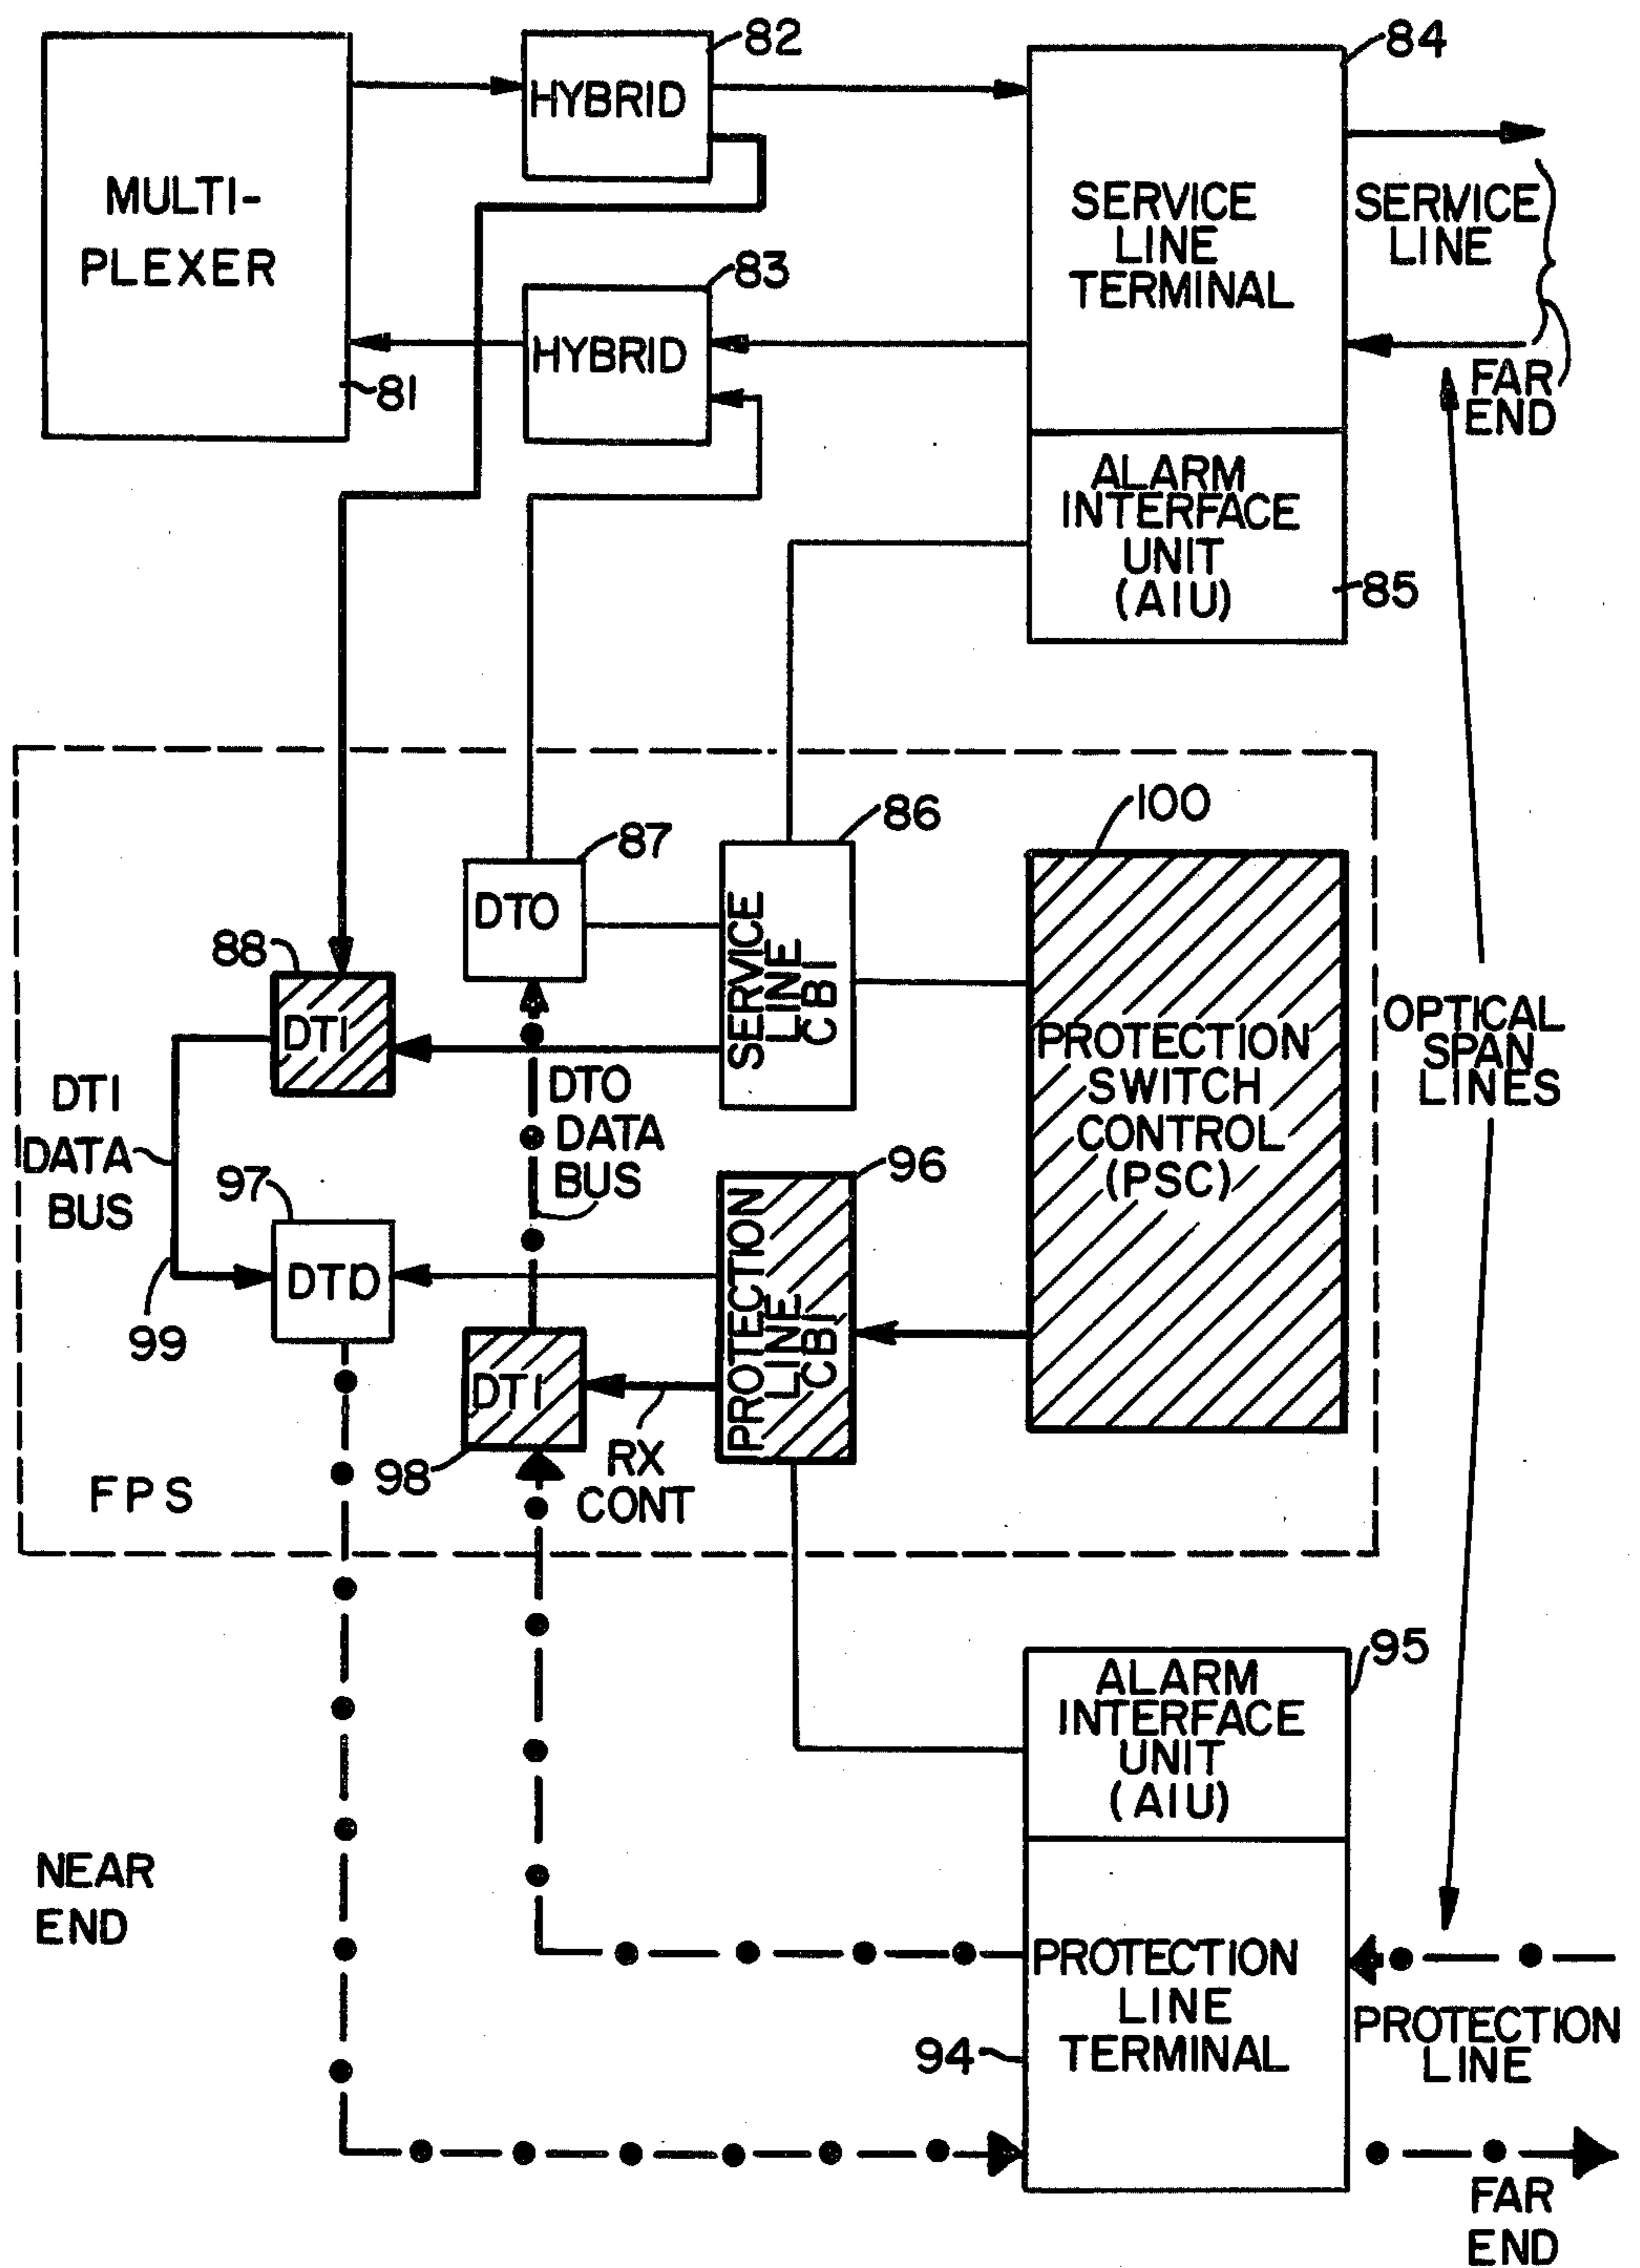 82
84
HYBRID
MULTI-
PLEXER
SERVICE
LINE
TERMINAL
SERVICE
LINE
83
HYBRID
81
FAR
END
ALARM
INTERFACE
UNIT
(AIU)
85
100
86
87
DTO
SERVICE
LINE
CBI
88
DTI
PROTECTION
SWITCH
CONTROL
(PSC)
OPTICAL
SPAN
LINES
DTI
DATA
BUS
DTO
DATA
BUS
96
97
DTO
PROTECTION
LINE
CBI
99
DTI
98
RX
CONT
FPS
95
ALARM
INTERFACE
UNIT
(AIU)
NEAR
END
PROTECTION
LINE
TERMINAL
94
PROTECTION
LINE
FAR
END